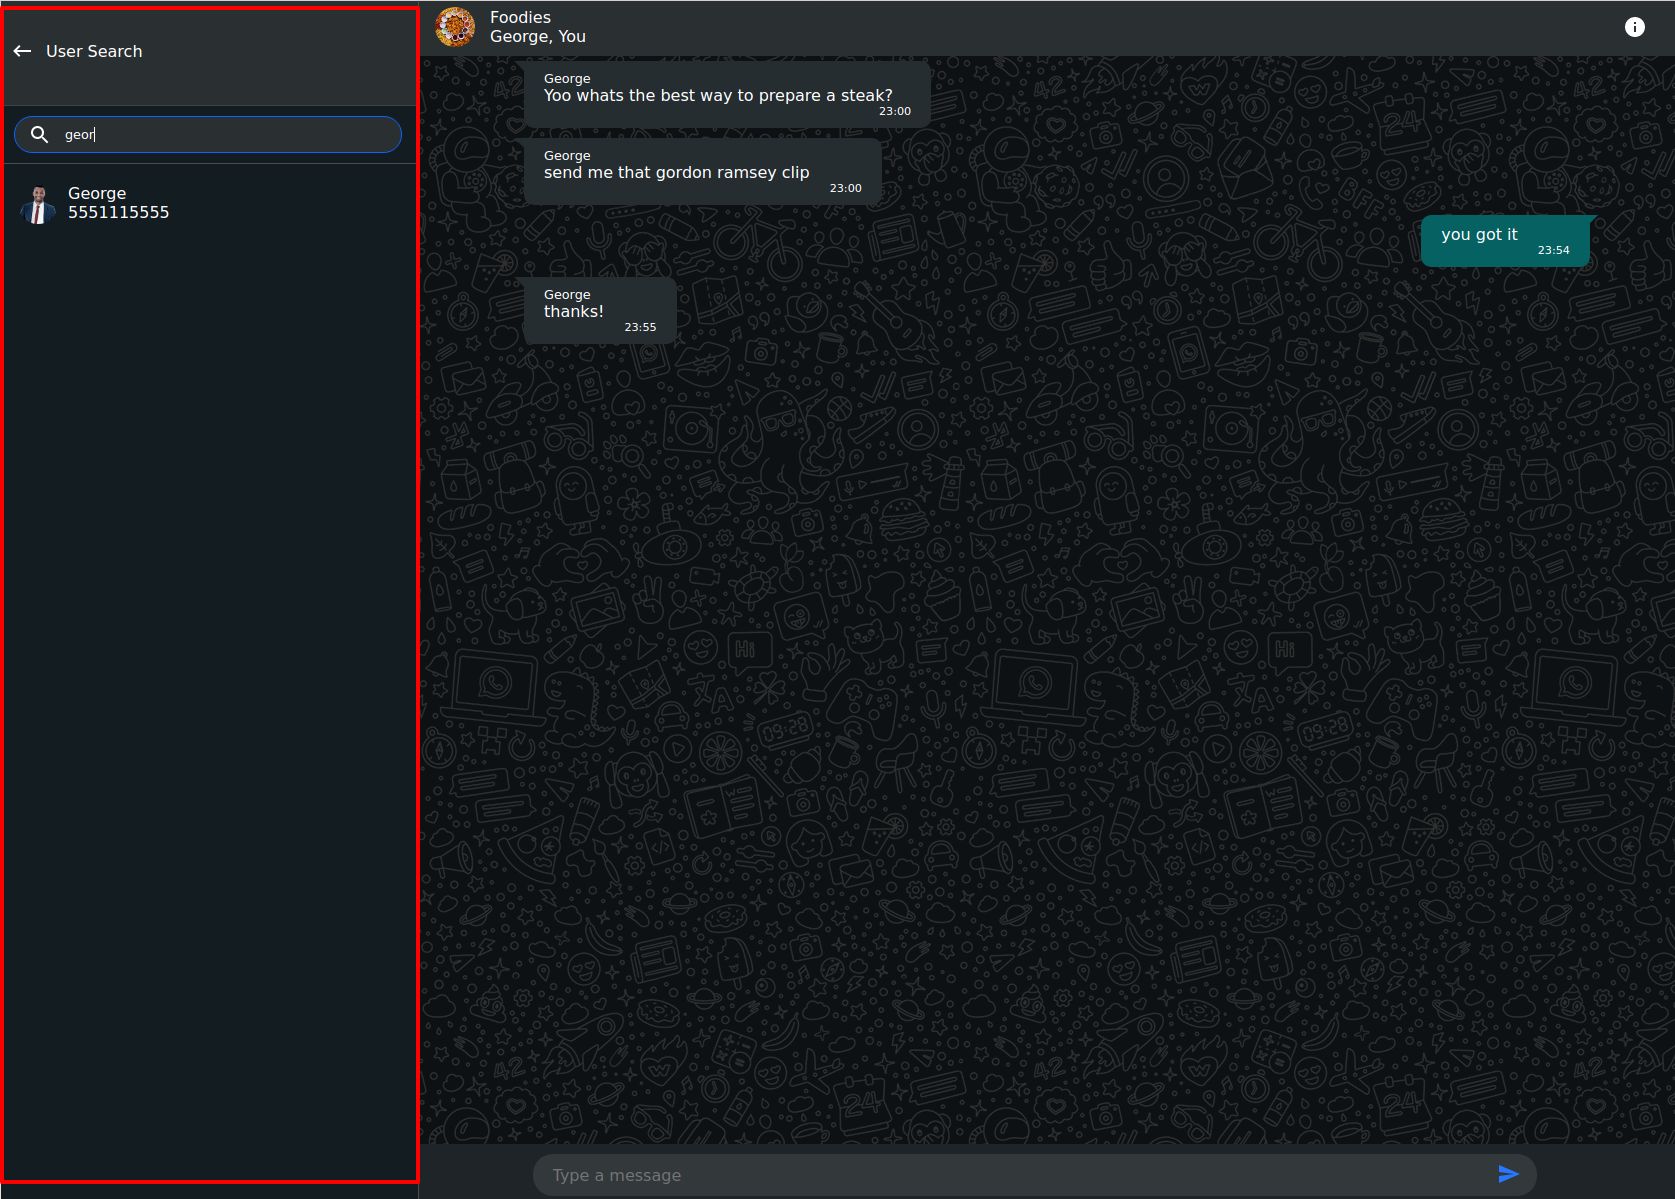 User Search
geor
George
5551115555
Foodies
George, You
George
Yoo whats the best way to prepare a steak?
23:00
George
send me that gordon ramsey clip
23:00
you got it
23:54
George
thanks!
23:55
Type a message